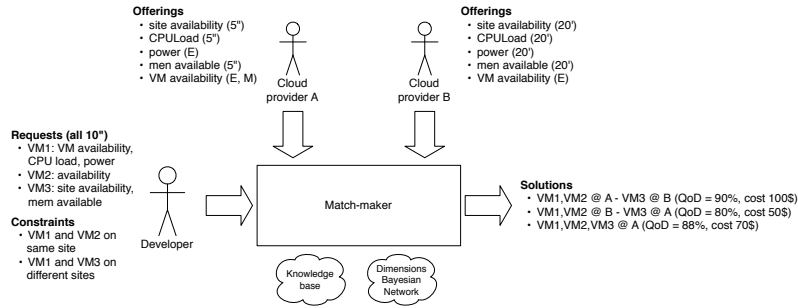 Offerings
• site availability (5")
• CPULoad (5")
• power (E)
• men available (5")
• VM availability (E, M)
Cloud
provider A
Offerings
• site availability (20')
• CPULoad (20')
• power (20')
• men available (20')
• VM availability (E)
Cloud
provider B
Requests (all 10")
• VM1: VM availability,
CPU load, power
• VM2: availability
• VM3: site availability,
mem available
Constraints
• VM1 and VM2 on
same site
• VM1 and VM3 on
different sites
Developer
Match-maker
Knowledge
base
Dimensions
Bayesian
Network
Solutions
• VM1,VM2 @ A - VM3 @ B (QoD = 90%, cost 100$)
• VM1,VM2 @ B - VM3 @ A (QoD = 80%, cost 50$)
• VM1,VM2,VM3 @ A (QoD = 88%, cost 70$)